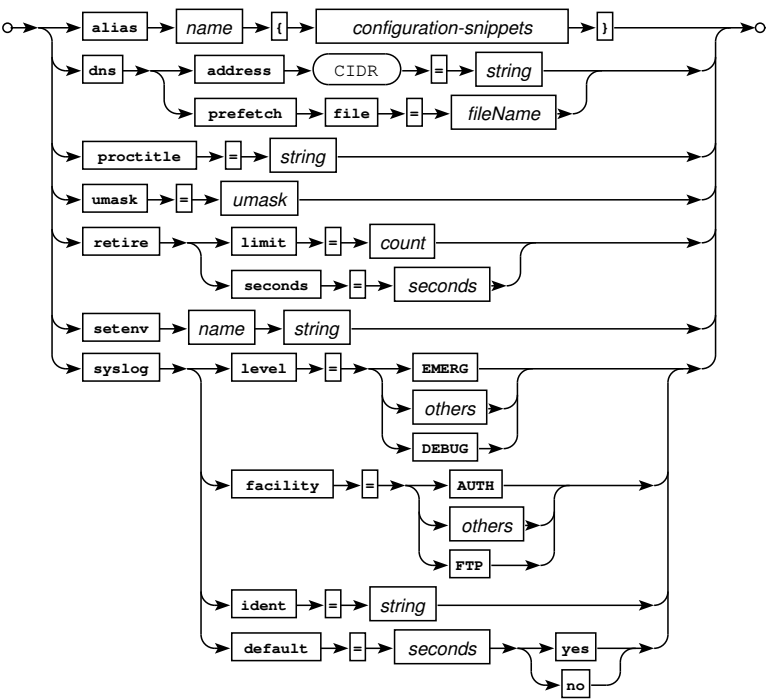 alias name { configuration-snippets }
dns address CIDR = string
prefetch file = fileName
proctitle = string
umask = umask
retire limit = count
seconds = seconds
setenv name string
syslog level = EMERG
others
DEBUG
facility = AUTH
others
FTP
ident = string
default = seconds yes
no